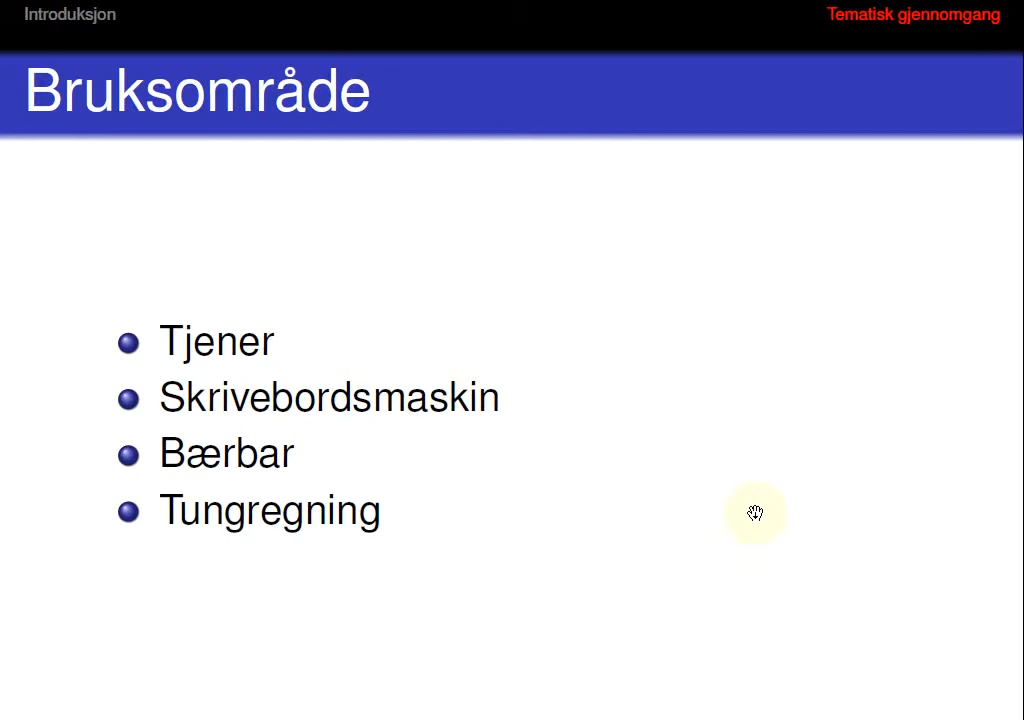 Introduksjon
Tematisk gjennomgang
Bruksområde
Tjener
Skrivebordsmaskin
Bærbar
Tungregning